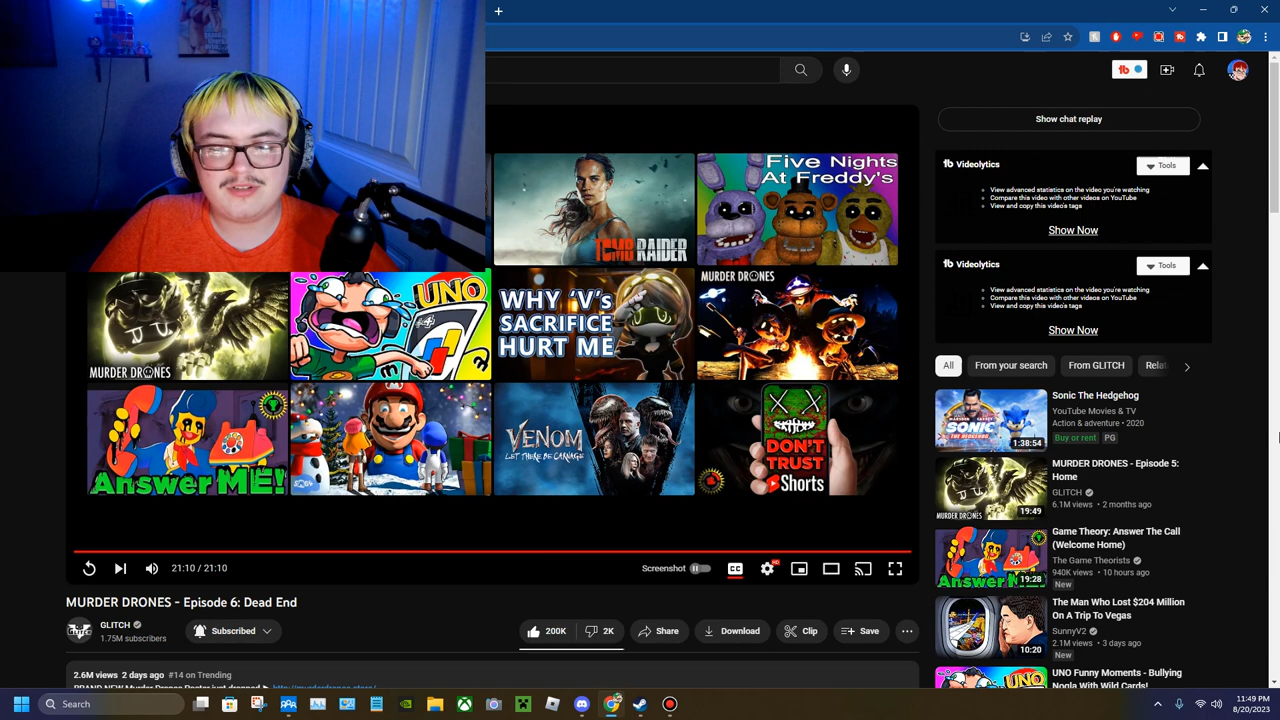 TOMB RAIDER
Five Nights
At Freddy's
MURDER DRONES
UNO
WHY 'V's
SACRIFICE
HURT ME
MURDER DRONES
Answer ME!
VENOM
LET THERE BE CARNAGE
DON'T
TRUST
Shorts
21:10 / 21:10
Screenshot
CC
HD
MURDER DRONES - Episode 6: Dead End
GLITCH
1.75M subscribers
Subscribed
200K
2K
Share
Download
Clip
Save
2.6M views 2 days ago #14 on Trending
Show chat replay
Videolytics
Tools
View advanced statistics on the video you're watching
Compare this video with other videos on YouTube
View and copy this video's tags
Show Now
Videolytics
Tools
View advanced statistics on the video you're watching
Compare this video with other videos on YouTube
View and copy this video's tags
Show Now
All
From your search
From GLITCH
Relat
SONIC
1:38:54
Sonic The Hedgehog
YouTube Movies & TV
Action & adventure • 2020
Buy or rent PG
MURDER DRONES
19:49
MURDER DRONES - Episode 5:
Home
GLITCH
6.1M views • 2 months ago
Answer ME!
19:28
Game Theory: Answer The Call
(Welcome Home)
The Game Theorists
940K views • 10 hours ago
New
10:20
The Man Who Lost $204 Million
On A Trip To Vegas
SunnyV2
2.1M views • 3 days ago
New
UNO
UNO Funny Moments - Bullying
Nogla With Wild Cards!
Search
11:49 PM
8/20/2023